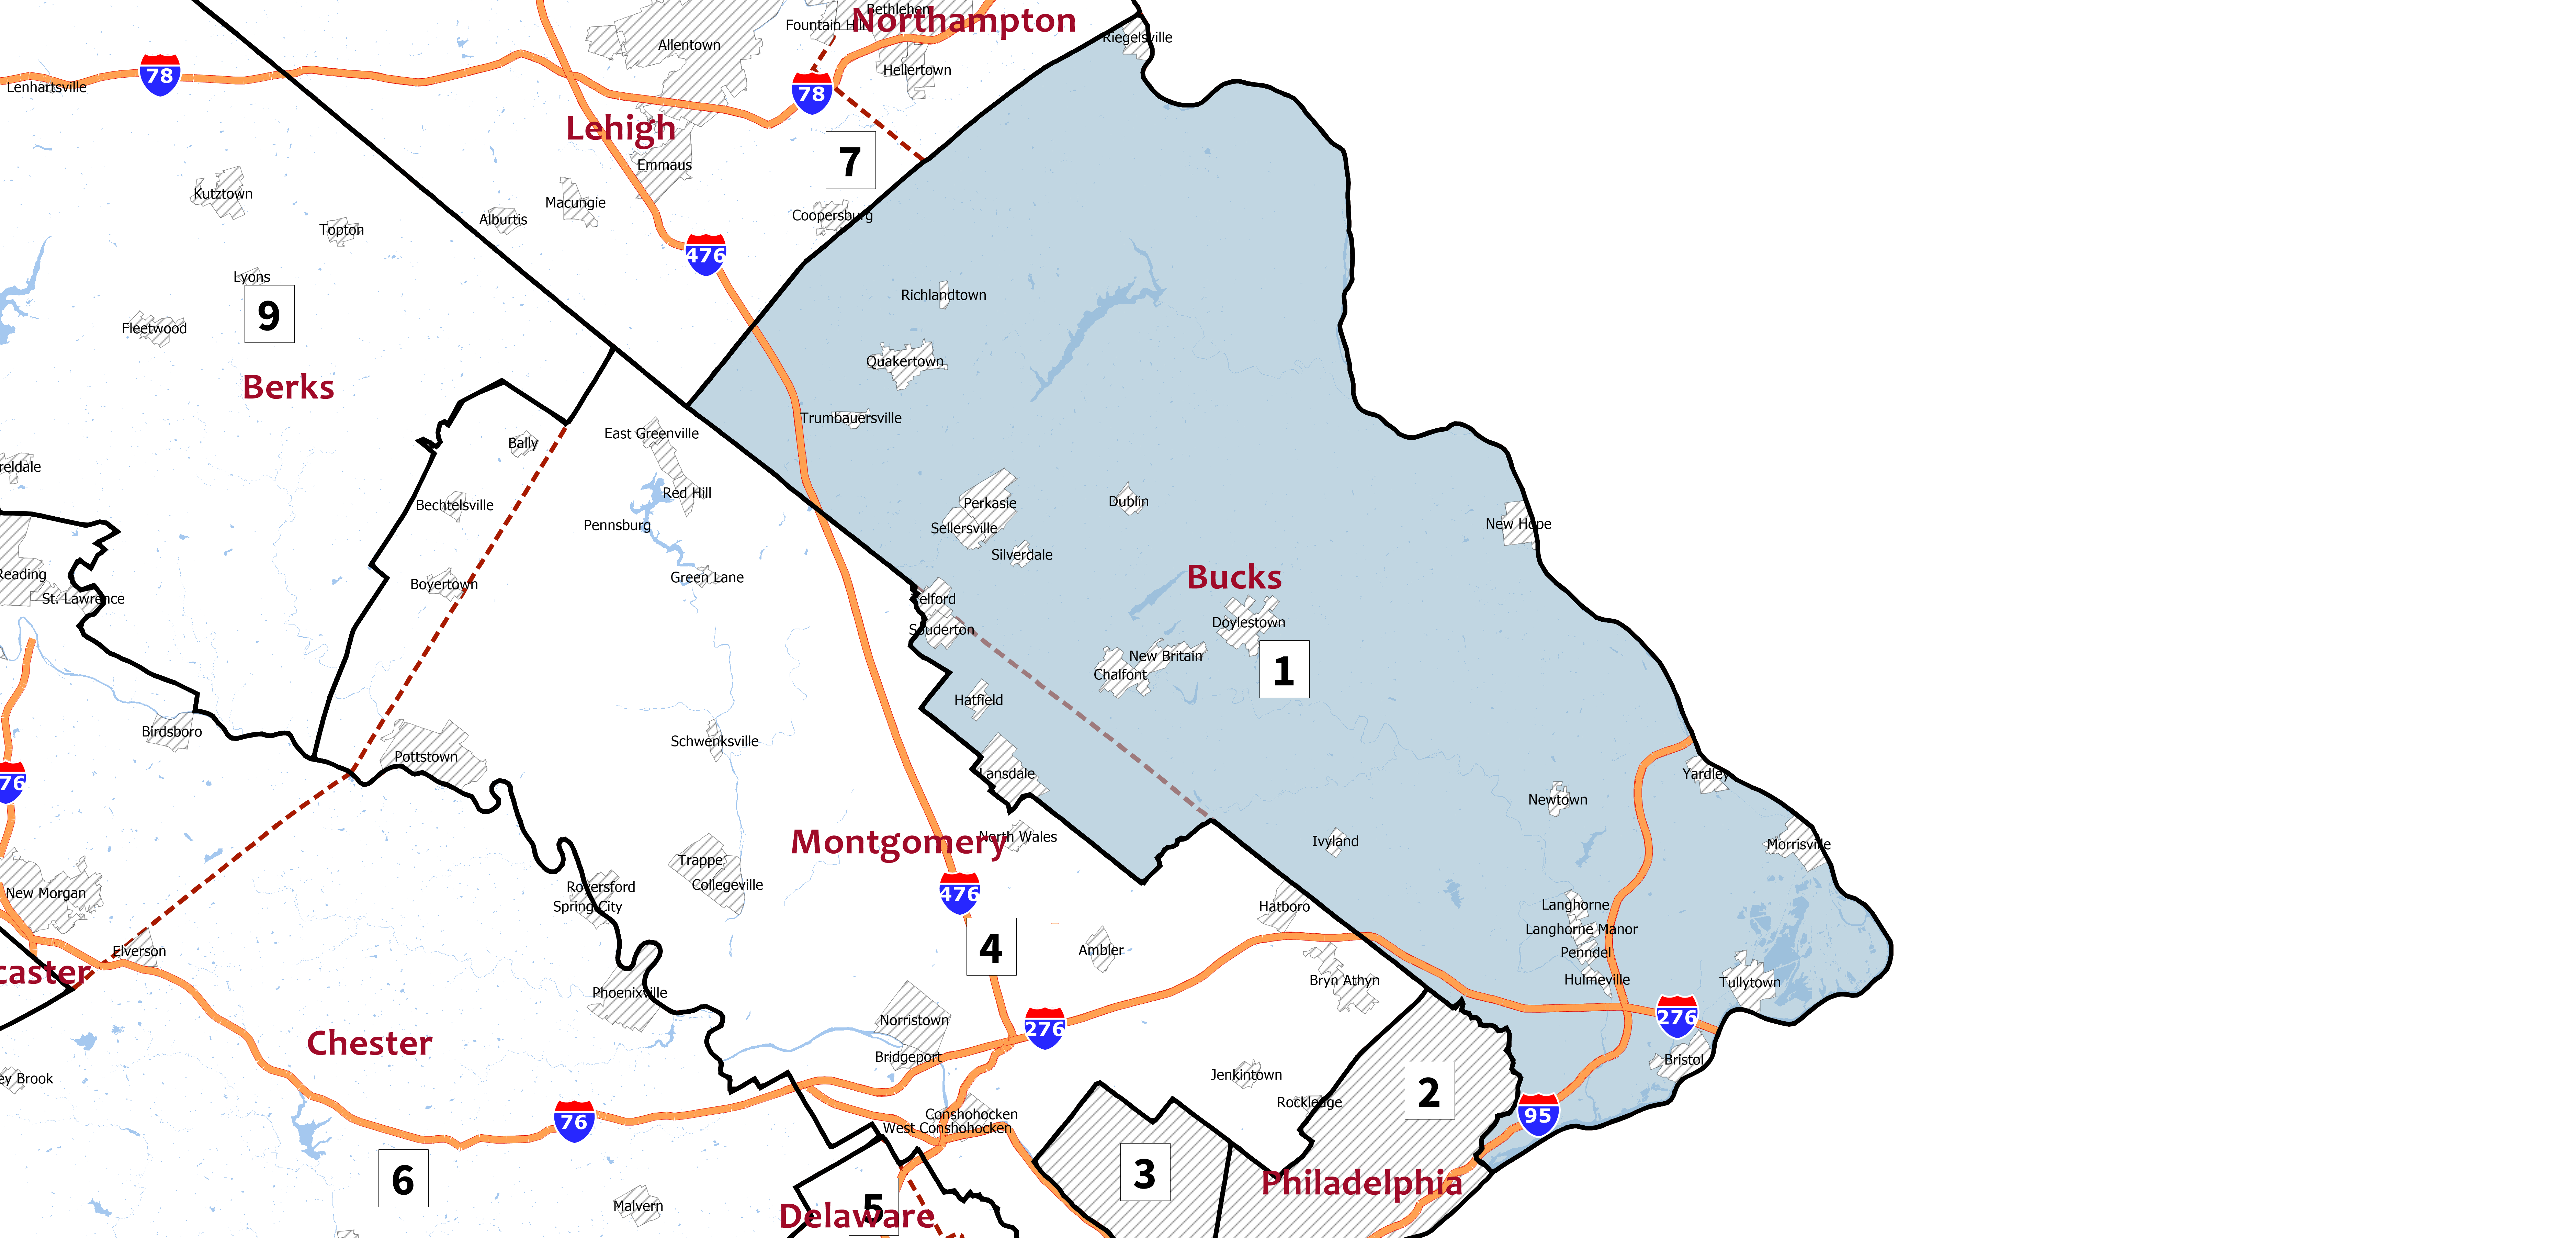 Northampton
Bethlehem
Fountain Hill
Riegelsville
Allentown
Hellertown
78
78
Lenhartsville
Lehigh
7
Emmaus
Kutztown
Macungie
Alburtis
Coopersburg
Topton
476
Lyons
Richlandtown
9
Fleetwood
Quakertown
Berks
Trumbauersville
East Greenville
Bally
reldale
Red Hill
Perkasie
Dublin
Bechtelsville
Pennsburg
Sellersville
New Hope
Silverdale
Reading
Green Lane
Bucks
Boyertown
St. Lawrence
Telford
Doylestown
Souderton
New Britain
1
Chalfont
Hatfield
Birdsboro
Schwenksville
Pottstown
Lansdale
Yardley
76
Newtown
North Wales
Montgomery
Ivyland
Morrisville
Trappe
Collegeville
Royersford
New Morgan
476
Spring City
Hatboro
Langhorne
Langhorne Manor
4
Ambler
Elverson
Penndel
caster
Bryn Athyn
Hulmeville
Tullytown
Phoenixville
Norristown
276
276
Chester
Bridgeport
Bristol
ey Brook
Jenkintown
2
Rockledge
Conshohocken
95
76
West Conshohocken
6
3
Philadelphia
Malvern
5
Delaware